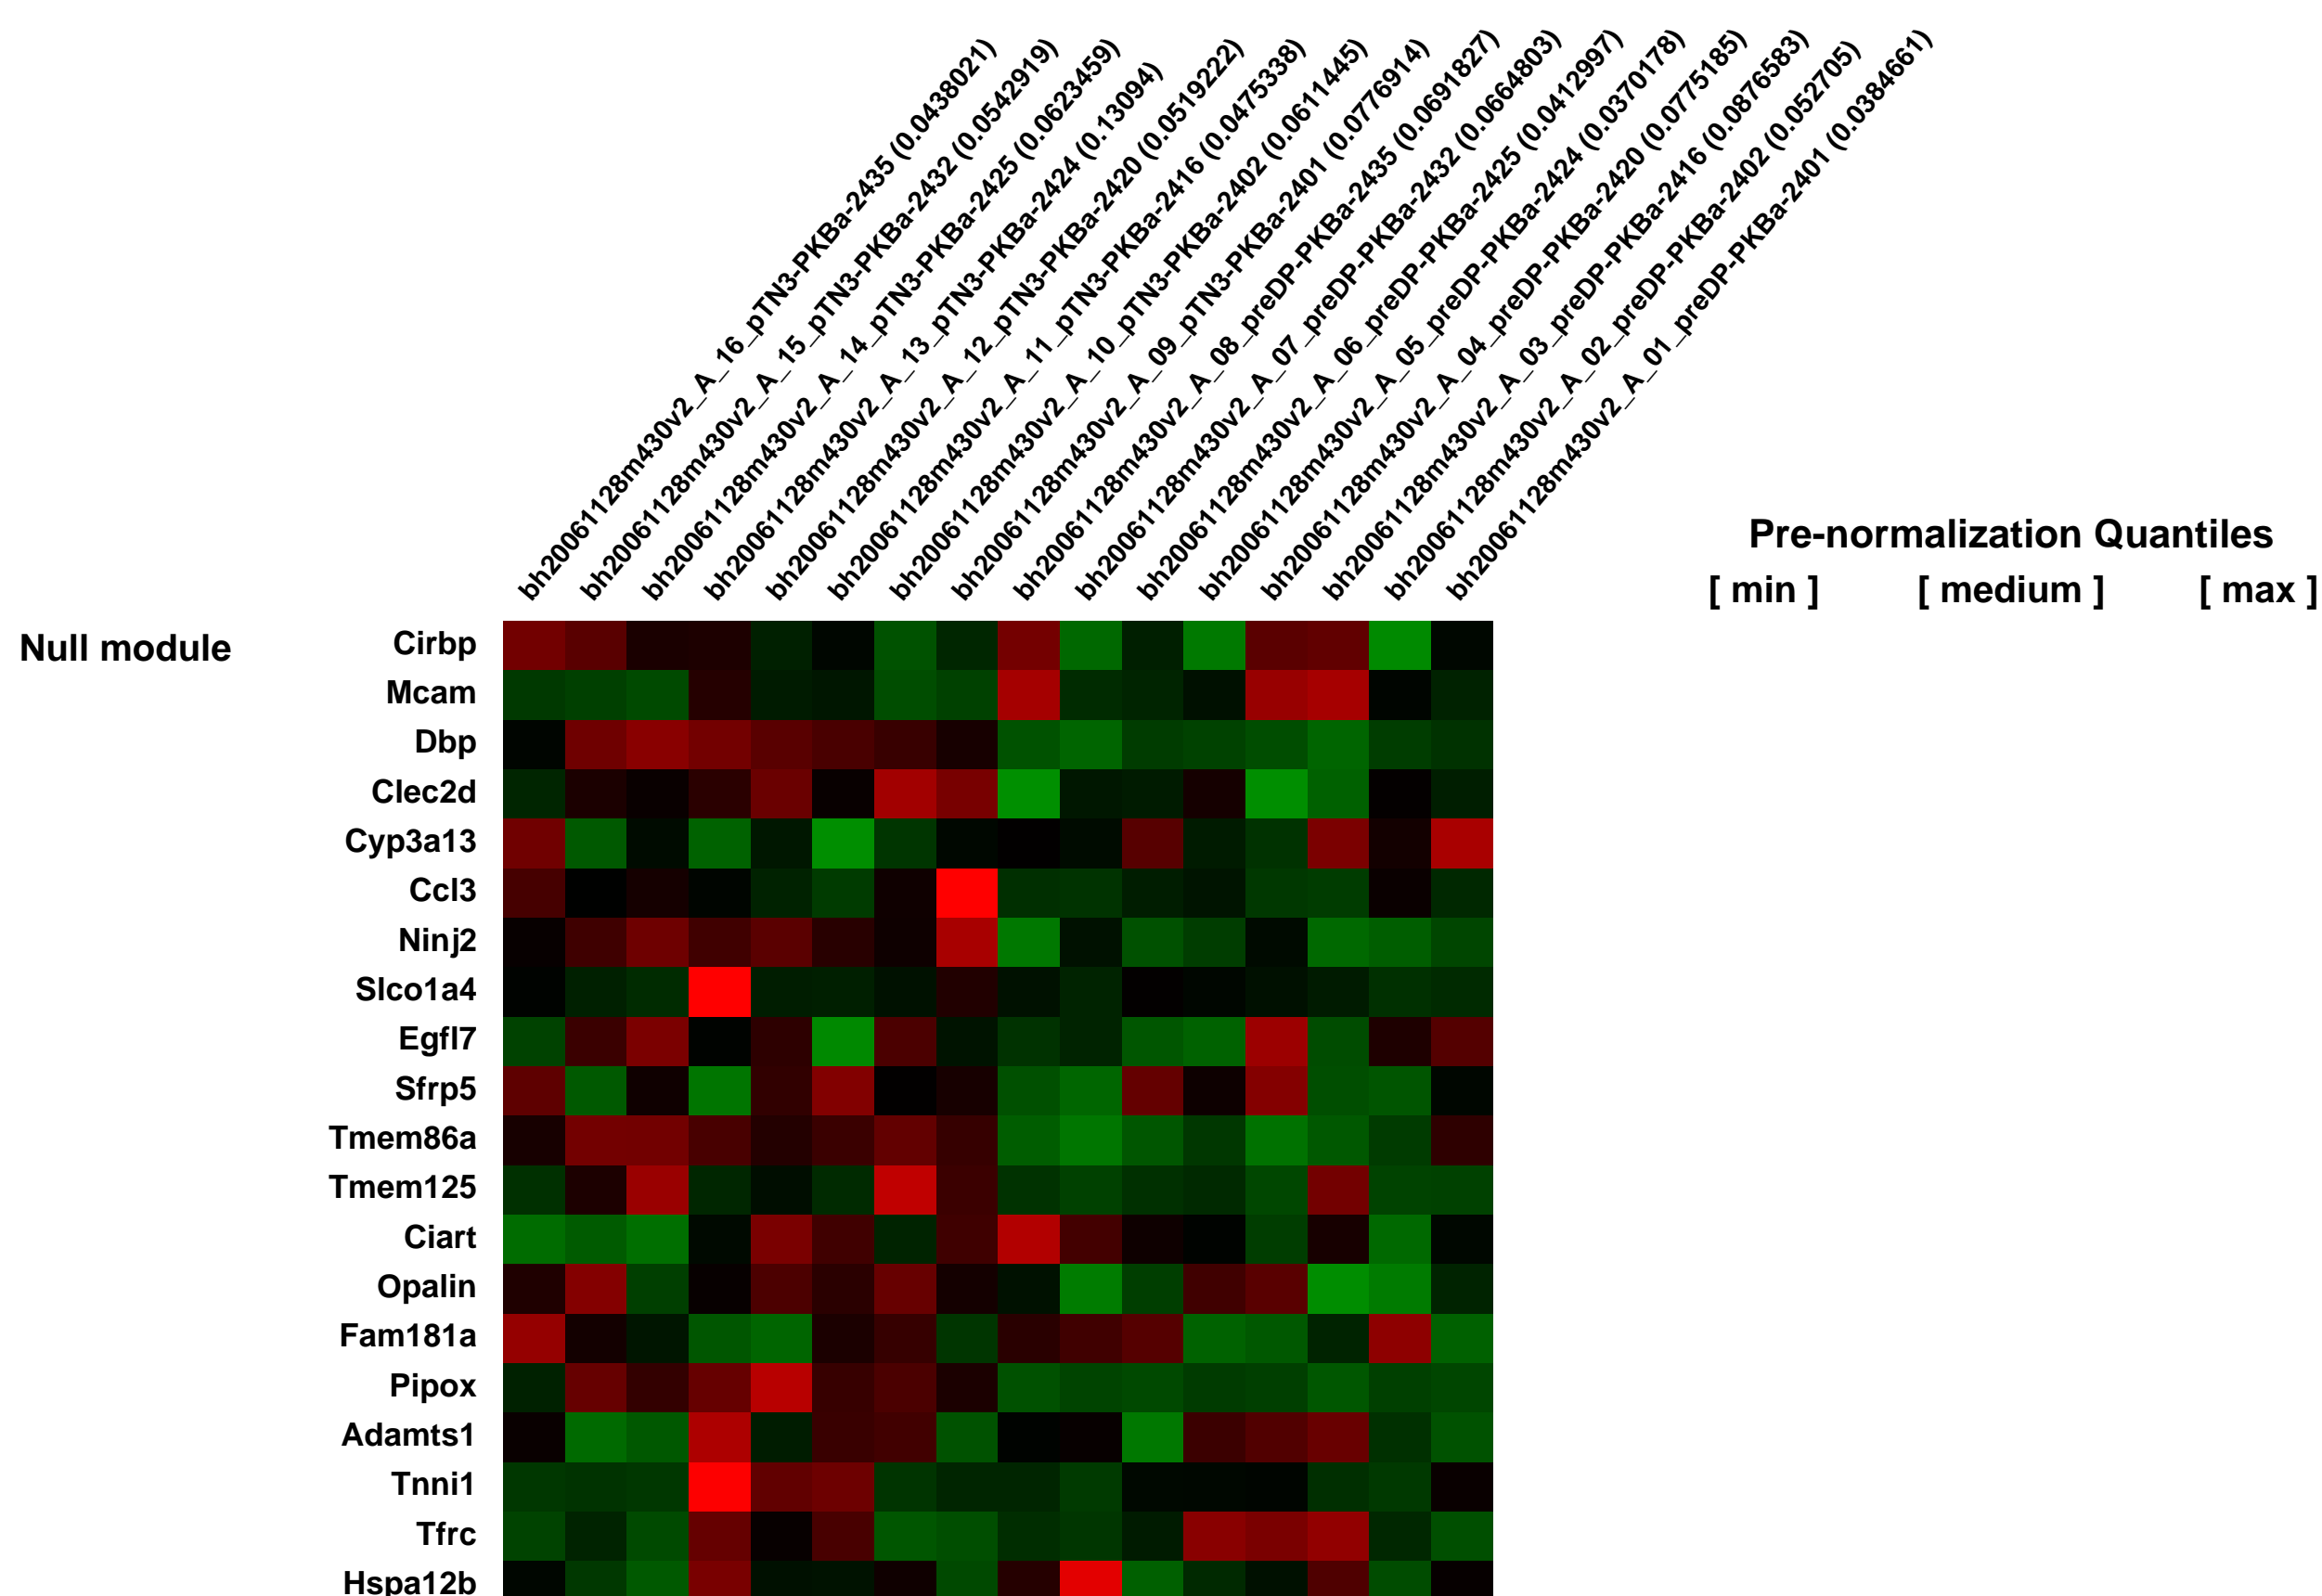 bh20061128m430v2_A_16_pTN3-PKBa-2435 (0.0438021)
bh20061128m430v2_A_15_pTN3-PKBa-2432 (0.0542919)
bh20061128m430v2_A_14_pTN3-PKBa-2425 (0.0623459)
bh20061128m430v2_A_13_pTN3-PKBa-2424 (0.13094)
bh20061128m430v2_A_12_pTN3-PKBa-2420 (0.0519222)
bh20061128m430v2_A_11_pTN3-PKBa-2416 (0.0475338)
bh20061128m430v2_A_10_pTN3-PKBa-2402 (0.0611445)
bh20061128m430v2_A_09_pTN3-PKBa-2401 (0.0776914)
bh20061128m430v2_A_08_preDP-PKBa-2435 (0.0691827)
bh20061128m430v2_A_07_preDP-PKBa-2432 (0.0664803)
bh20061128m430v2_A_06_preDP-PKBa-2425 (0.0412997)
bh20061128m430v2_A_05_preDP-PKBa-2424 (0.0370178)
bh20061128m430v2_A_04_preDP-PKBa-2420 (0.0775185)
bh20061128m430v2_A_03_preDP-PKBa-2416 (0.0876583)
bh20061128m430v2_A_02_preDP-PKBa-2402 (0.052705)
bh20061128m430v2_A_01_preDP-PKBa-2401 (0.0384661)
Pre-normalization Quantiles
[ min ] [ medium ] [ max ]
Null module
Cirbp
Mcam
Dbp
Clec2d
Cyp3a13
Ccl3
Ninj2
Slco1a4
Egfl7
Sfrp5
Tmem86a
Tmem125
Ciart
Opalin
Fam181a
Pipox
Adamts1
Tnni1
Tfrc
Hspa12b